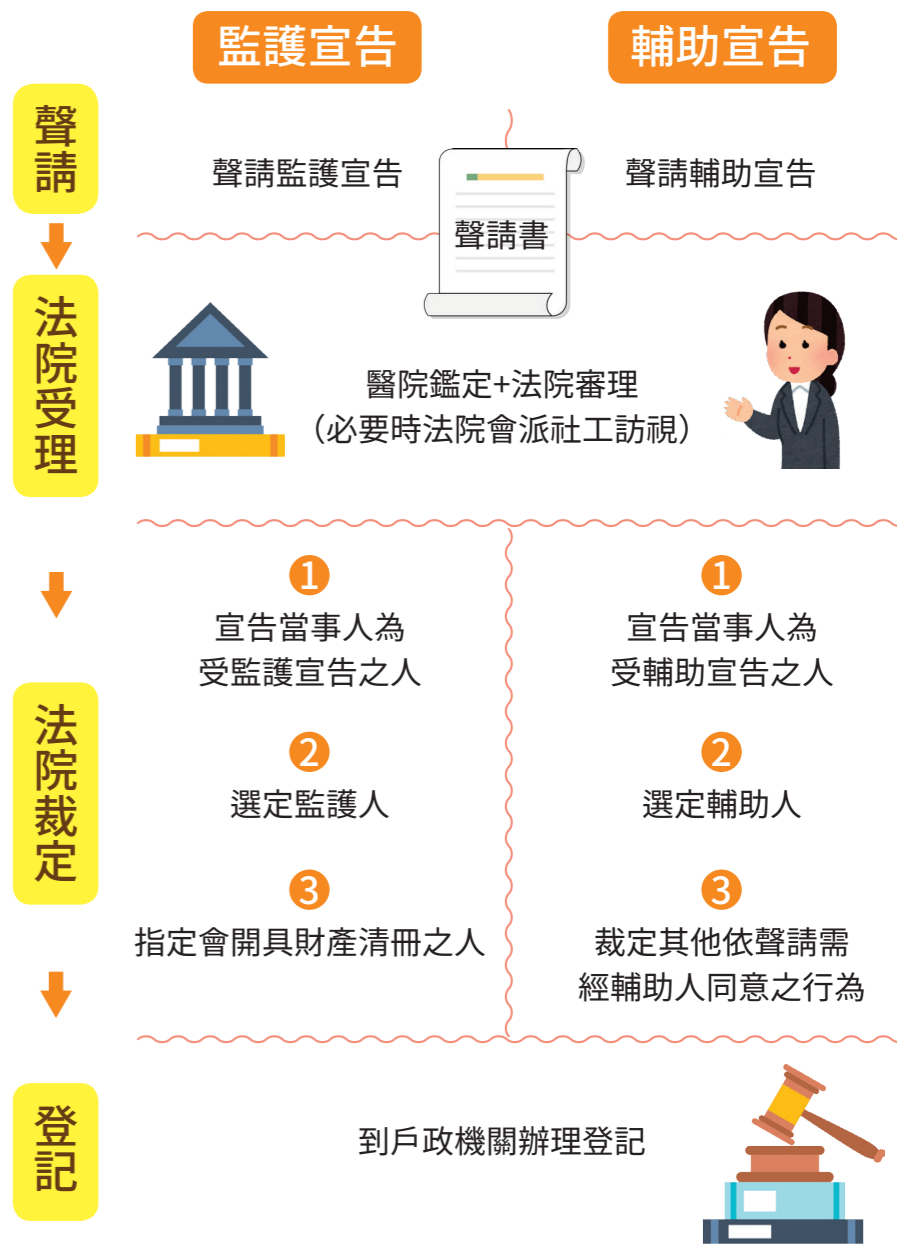 監護宣告
輔助宣告
聲請
聲請監護宣告
聲請書
聲請輔助宣告
法院受理
醫院鑑定+法院審理
（必要時法院會派社工訪視）
法院裁定
1
宣告當事人為
受監護宣告之人
2
選定監護人
3
指定會開具財產清冊之人
1
宣告當事人為
受輔助宣告之人
2
選定輔助人
3
裁定其他依聲請需
經輔助人同意之行為
登記
到戶政機關辦理登記